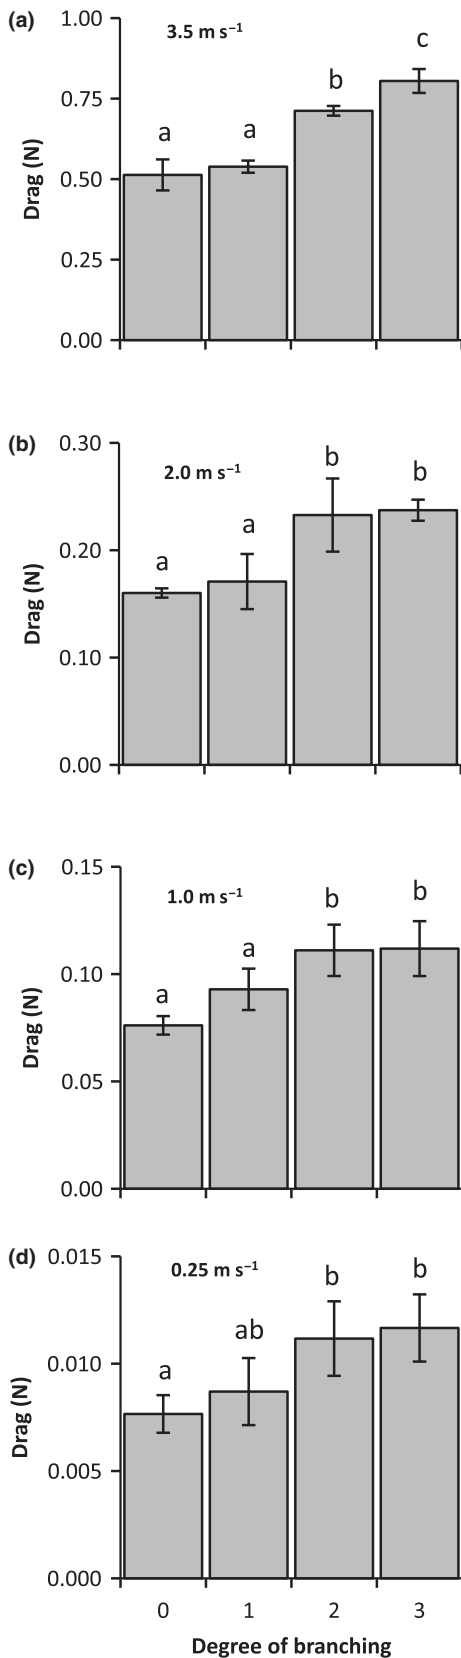 (a)
3.5 m s⁻¹
1.00
0.75
0.50
0.25
0.00
Drag (N)
a
a
b
c
(b)
2.0 m s⁻¹
0.30
0.20
0.10
0.00
Drag (N)
a
a
b
b
(c)
1.0 m s⁻¹
0.15
0.10
0.05
0.00
Drag (N)
a
a
b
b
(d)
0.25 m s⁻¹
0.015
0.010
0.005
0.000
Drag (N)
a
ab
b
b
0 1 2 3
Degree of branching